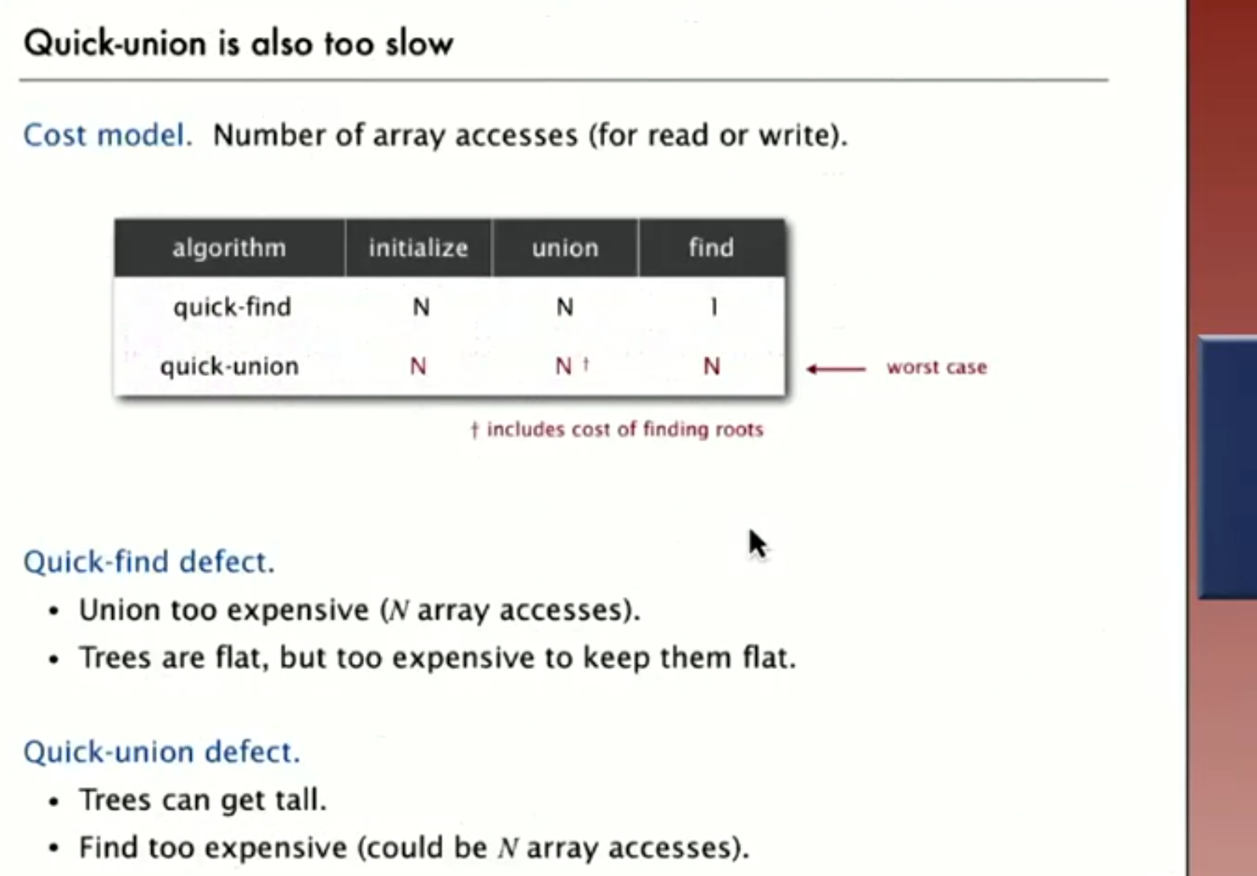 Quick-union is also too slow
Cost model. Number of array accesses (for read or write).
algorithm initialize union find
quick-find N N 1
quick-union N N † N
worst case
† includes cost of finding roots
Quick-find defect.
• Union too expensive (N array accesses).
• Trees are flat, but too expensive to keep them flat.
Quick-union defect.
• Trees can get tall.
• Find too expensive (could be N array accesses).